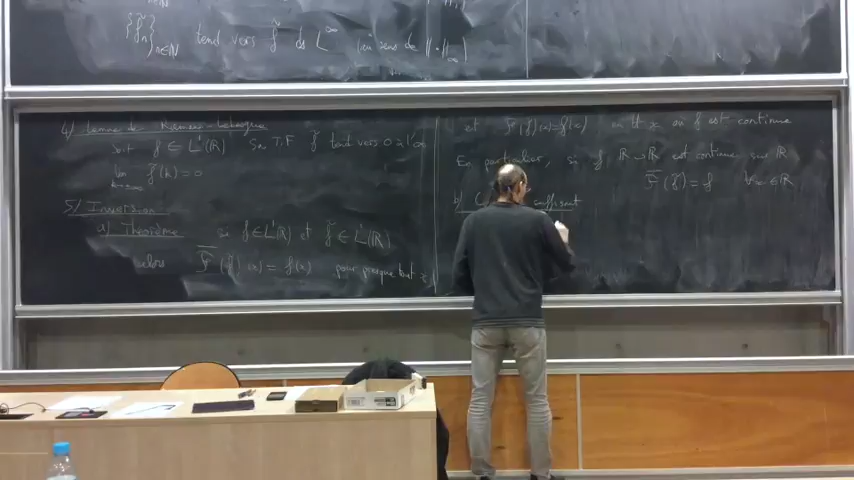 {f̃n}n∈ℕ tend vers f̃ ds L^∞ (au sens de ||·||∞)
4/ Lemme de Riemann-Lebesgue
Soit f ∈ L¹(ℝ) Sa T.F f̃ tend vers 0 à l'∞
lim f̃(k) = 0
k→∞
5/ Inversion
a) Théorème si f ∈ L¹(ℝ) et f̃ ∈ L¹(ℝ)
alors F̄(f̃)(x) = f(x) pour presque tout x
et F̄(f̃)(x) = f(x) en tt x où f est continue
En particulier, si f, ℝ→ℝ est continue sur ℝ
F̄(f̃) = f ∀x∈ℝ
b) suffisant